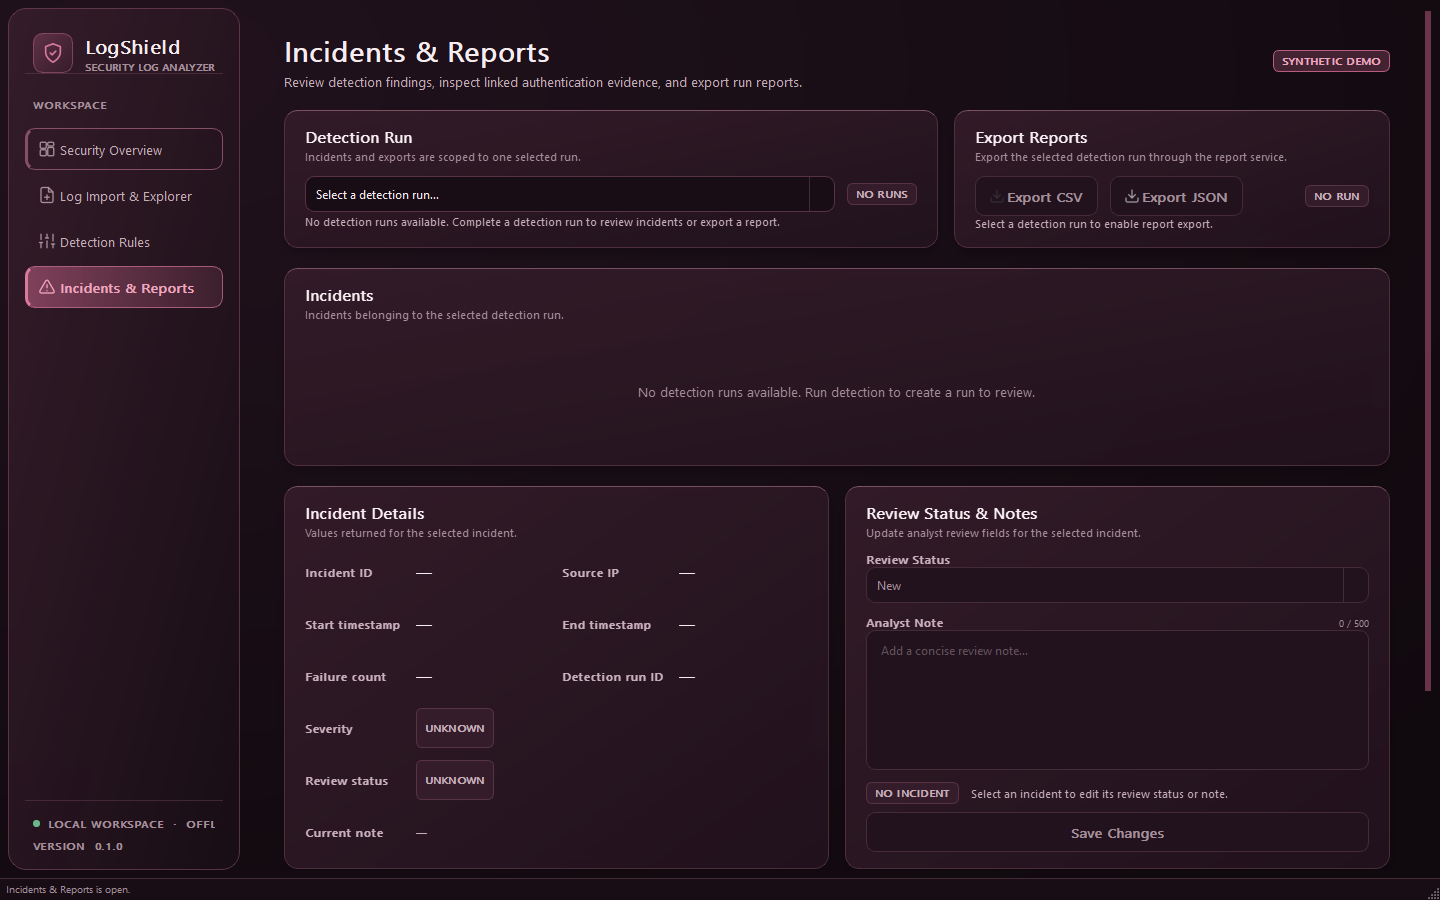 LogShield
SECURITY LOG ANALYZER
WORKSPACE
Security Overview
Log Import & Explorer
Detection Rules
Incidents & Reports
LOCAL WORKSPACE · OFFL
VERSION 0.1.0
Incidents & Reports
Review detection findings, inspect linked authentication evidence, and export run reports.
SYNTHETIC DEMO
Detection Run
Incidents and exports are scoped to one selected run.
Select a detection run...
NO RUNS
No detection runs available. Complete a detection run to review incidents or export a report.
Export Reports
Export the selected detection run through the report service.
Export CSV
Export JSON
NO RUN
Select a detection run to enable report export.
Incidents
Incidents belonging to the selected detection run.
No detection runs available. Run detection to create a run to review.
Incident Details
Values returned for the selected incident.
Incident ID —
Source IP —
Start timestamp —
End timestamp —
Failure count —
Detection run ID —
Severity UNKNOWN
Review status UNKNOWN
Current note —
Review Status & Notes
Update analyst review fields for the selected incident.
Review Status
New
Analyst Note
0 / 500
Add a concise review note...
NO INCIDENT
Select an incident to edit its review status or note.
Save Changes
Incidents & Reports is open.